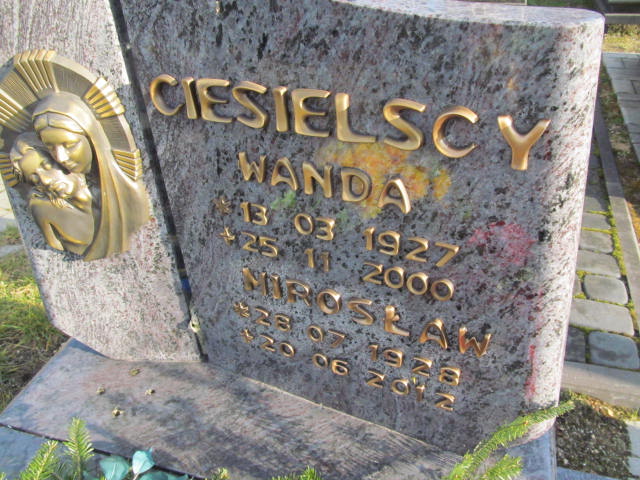 CIESIELSCY
WANDA
* 13 03 1927
+ 25 11 2000
MIROSŁAW
* 28 07 1928
+ 20 06 2012